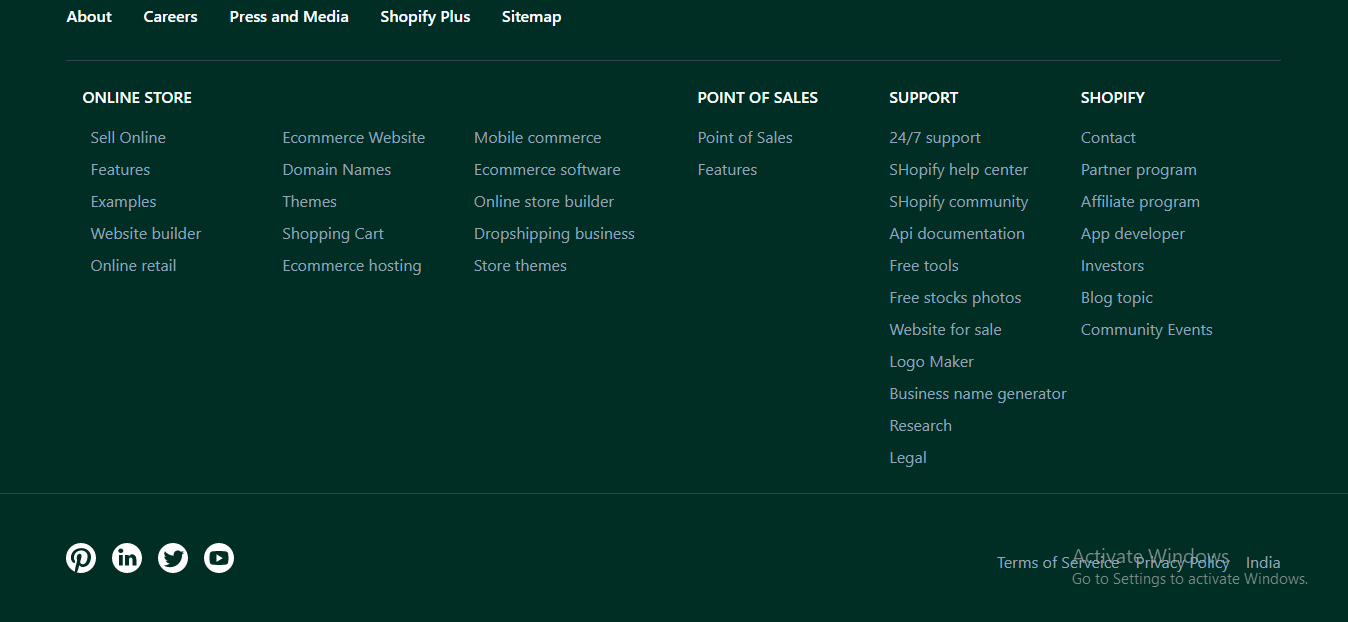 About Careers Press and Media Shopify Plus Sitemap
ONLINE STORE
Sell Online
Features
Examples
Website builder
Online retail
Ecommerce Website
Domain Names
Themes
Shopping Cart
Ecommerce hosting
Mobile commerce
Ecommerce software
Online store builder
Dropshipping business
Store themes
POINT OF SALES
Point of Sales
Features
SUPPORT
24/7 support
SHopify help center
SHopify community
Api documentation
Free tools
Free stocks photos
Website for sale
Logo Maker
Business name generator
Research
Legal
SHOPIFY
Contact
Partner program
Affiliate program
App developer
Investors
Blog topic
Community Events
in
Terms of Serveice Privacy Policy India
Activate Windows
Go to Settings to activate Windows.